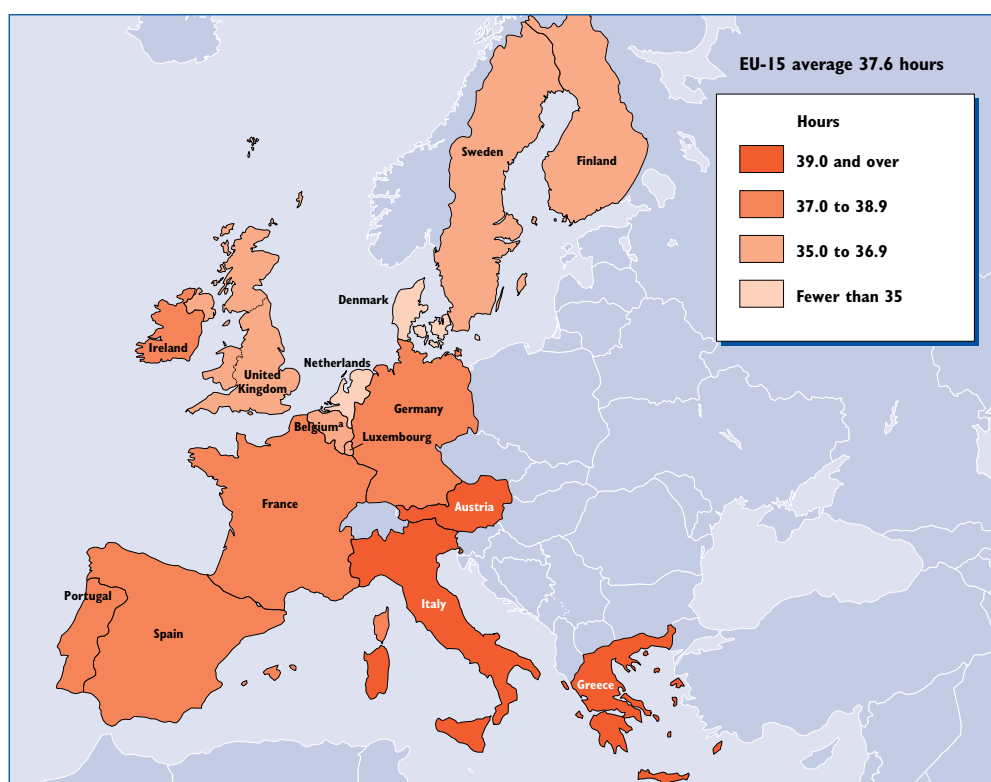 EU-15 average 37.6 hours
Hours
39.0 and over
37.0 to 38.9
35.0 to 36.9
Fewer than 35
Sweden
Finland
Denmark
Ireland
United
Kingdom
Netherlands
Germany
Belgiumª
Luxembourg
France
Austria
Portugal
Spain
Italy
Greece